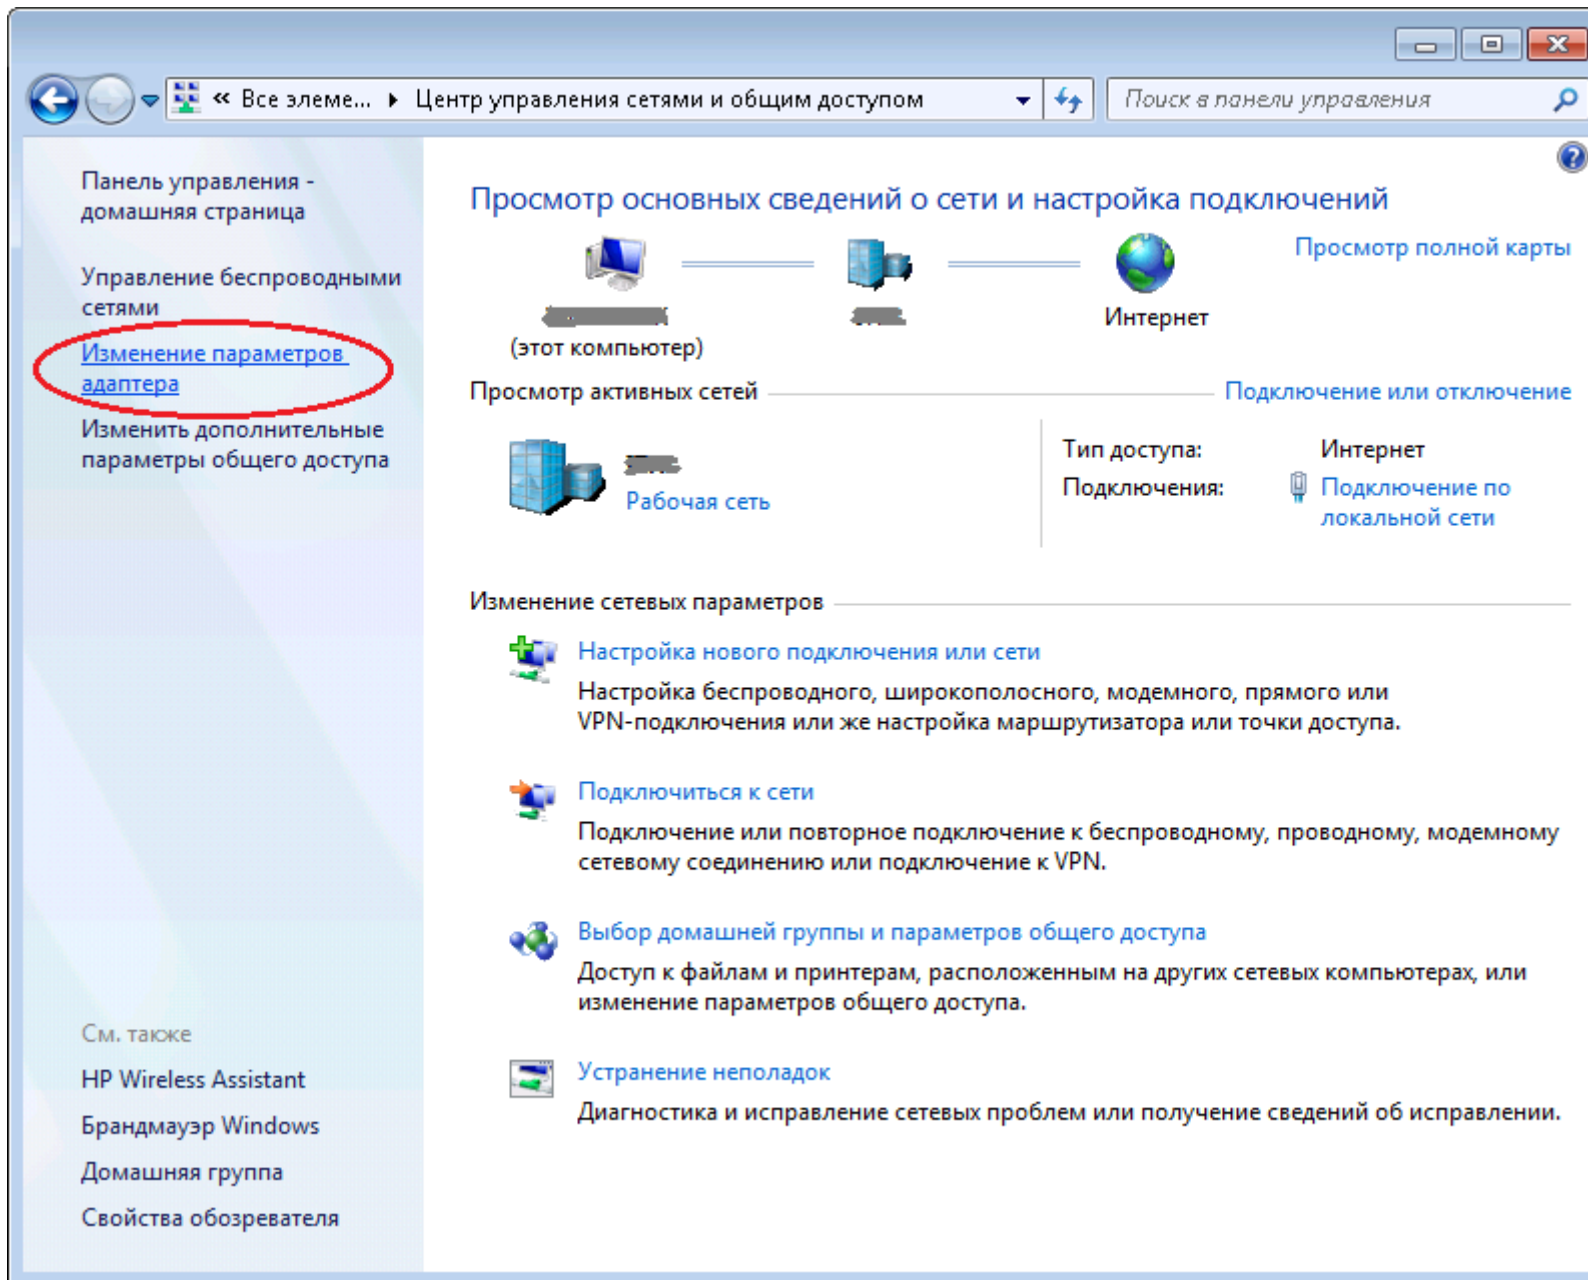 « Все элеме... ▸ Центр управления сетями и общим доступом
Поиск в панели управления
Панель управления -
домашняя страница
Управление беспроводными
сетями
Изменение параметров
адаптера
Изменить дополнительные
параметры общего доступа
См. также
HP Wireless Assistant
Брандмауэр Windows
Домашняя группа
Свойства обозревателя
Просмотр основных сведений о сети и настройка подключений
Просмотр полной карты
(этот компьютер)
Интернет
Просмотр активных сетей
Подключение или отключение
Рабочая сеть
Тип доступа: Интернет
Подключения: Подключение по
локальной сети
Изменение сетевых параметров
Настройка нового подключения или сети
Настройка беспроводного, широкополосного, модемного, прямого или
VPN-подключения или же настройка маршрутизатора или точки доступа.
Подключиться к сети
Подключение или повторное подключение к беспроводному, проводному, модемному
сетевому соединению или подключение к VPN.
Выбор домашней группы и параметров общего доступа
Доступ к файлам и принтерам, расположенным на других сетевых компьютерах, или
изменение параметров общего доступа.
Устранение неполадок
Диагностика и исправление сетевых проблем или получение сведений об исправлении.